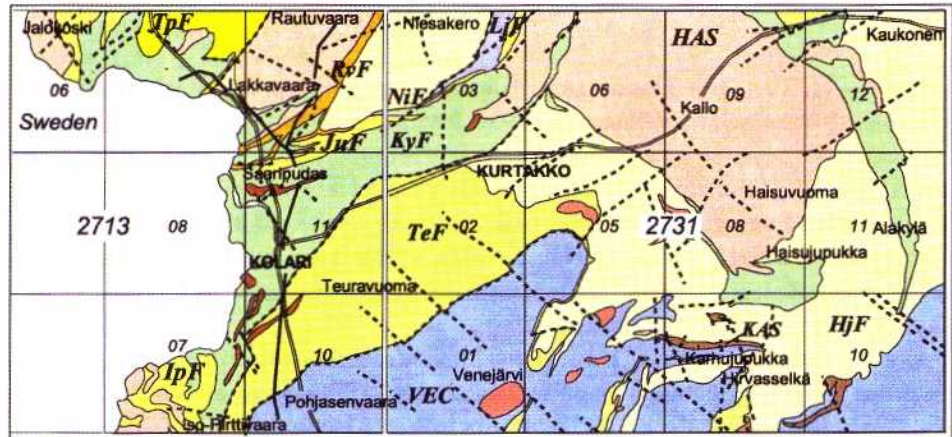 Jalokoski
TpF
Rautuvaara
Niesakero
LjF
HAS
Kaukonen
06
Lakkavaara
RvF
03
06
09
12
Sweden
NiF
Kallo
JuF
KyF
Saaripudas
KURTAKKO
Haisuvuoma
2713
08
11
TeF
02
05
2731
08
11
Alakylä
KOLARI
Haisujupukka
Teuravuoma
07
10
01
KAS
HjF
IpF
Venejärvi
Karhujupukka
10
VEC
Hirvasselkä
Pohjasenvaara
Iso-Pirttivaara